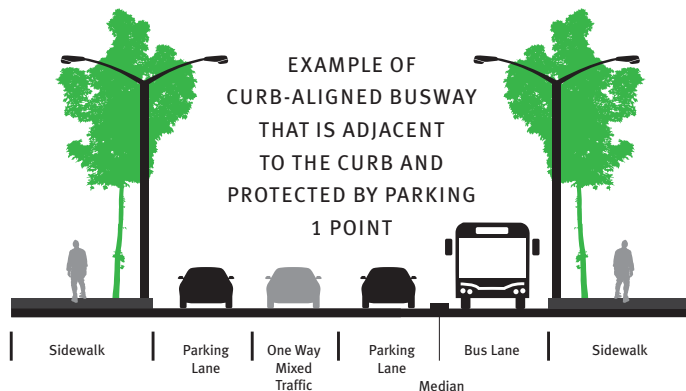 EXAMPLE OF
CURB-ALIGNED BUSWAY
THAT IS ADJACENT
TO THE CURB AND
PROTECTED BY PARKING
1 POINT
Sidewalk
Parking
Lane
One Way
Mixed
Traffic
Parking
Lane
Median
Bus Lane
Sidewalk